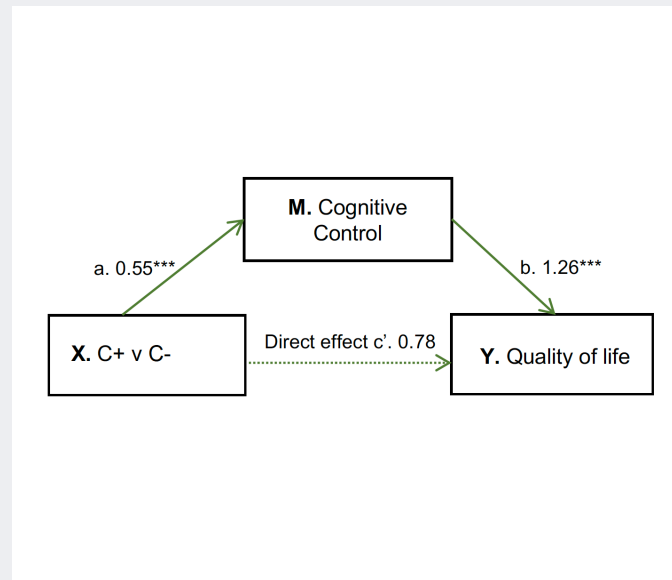 M. Cognitive
Control
a. 0.55***
b. 1.26***
Direct effect c’. 0.78
X. C+ v C-
Y. Quality of life